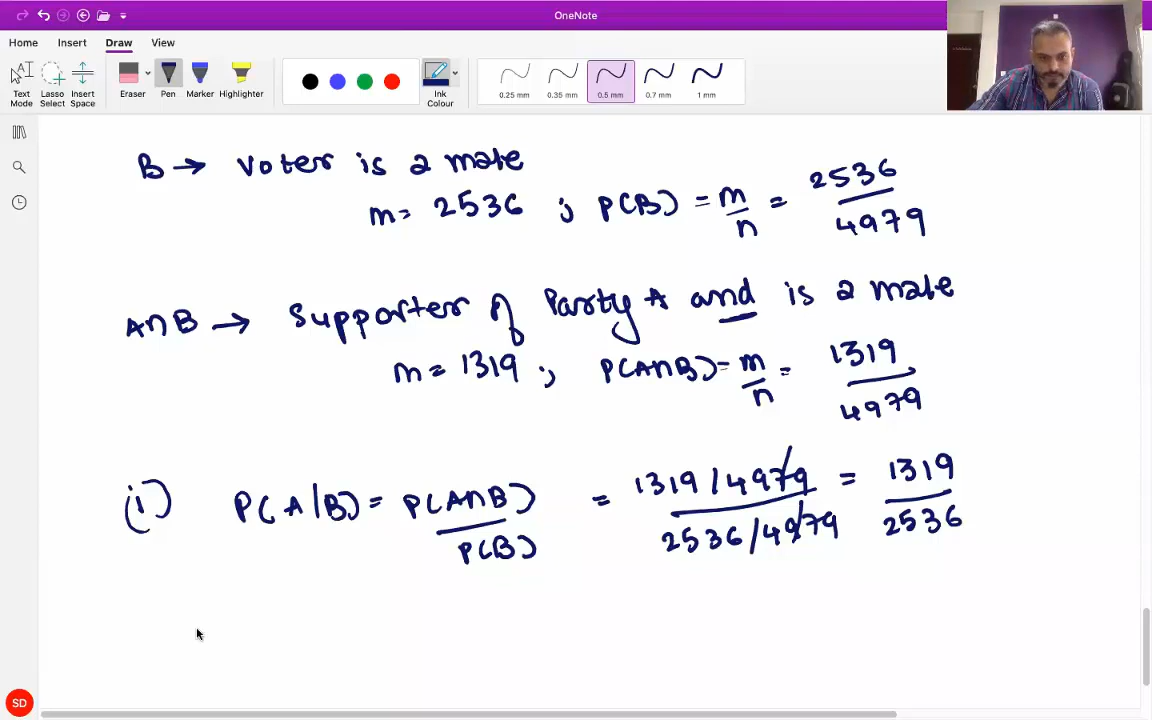 OneNote
Home Insert Draw View
Text Mode Lasso Select Insert Space Eraser Pen Marker Highlighter Ink Colour 0.25 mm 0.35 mm 0.5 mm 0.7 mm 1 mm
B → Voter is a male
m = 2536 ; P(B) = m/n = 2536/4979
A∩B → Supporter of Party A and is a male
m = 1319 ; P(A∩B) = m/n = 1319/4979
(i) P(A|B) = P(A∩B)/P(B) = 1319/4979 / 2536/4979 = 1319/2536
SD